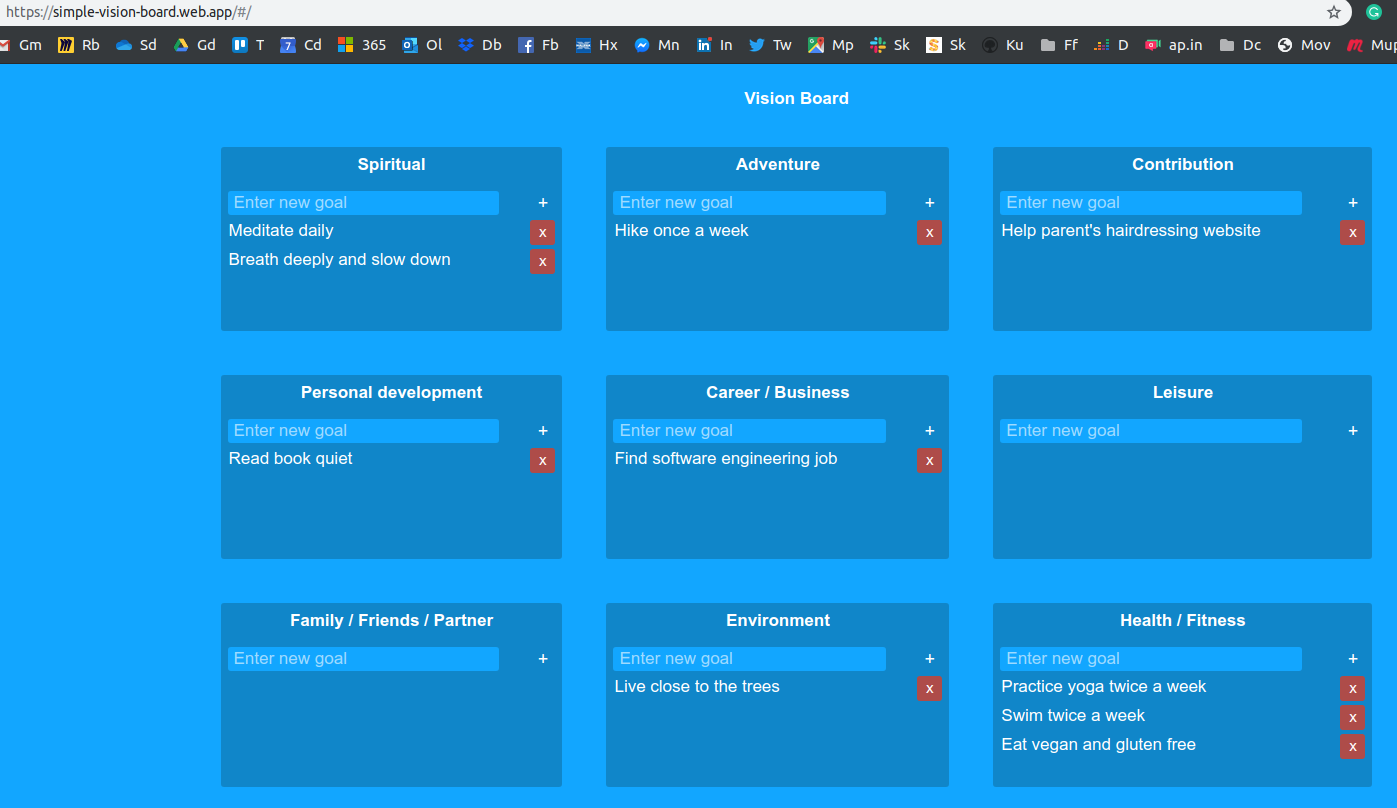 https://simple-vision-board.web.app/#/
Gm Rb Sd Gd T 7 Cd 365 Ol Db Fb Hx Mn in In Tw Mp Sk Sk Ku Ff D ap.in Dc Mov Mup
Vision Board
Spiritual
Enter new goal +
Meditate daily x
Breath deeply and slow down x
Adventure
Enter new goal +
Hike once a week x
Contribution
Enter new goal +
Help parent's hairdressing website x
Personal development
Enter new goal +
Read book quiet x
Career / Business
Enter new goal +
Find software engineering job x
Leisure
Enter new goal +
Family / Friends / Partner
Enter new goal +
Environment
Enter new goal +
Live close to the trees x
Health / Fitness
Enter new goal +
Practice yoga twice a week x
Swim twice a week x
Eat vegan and gluten free x